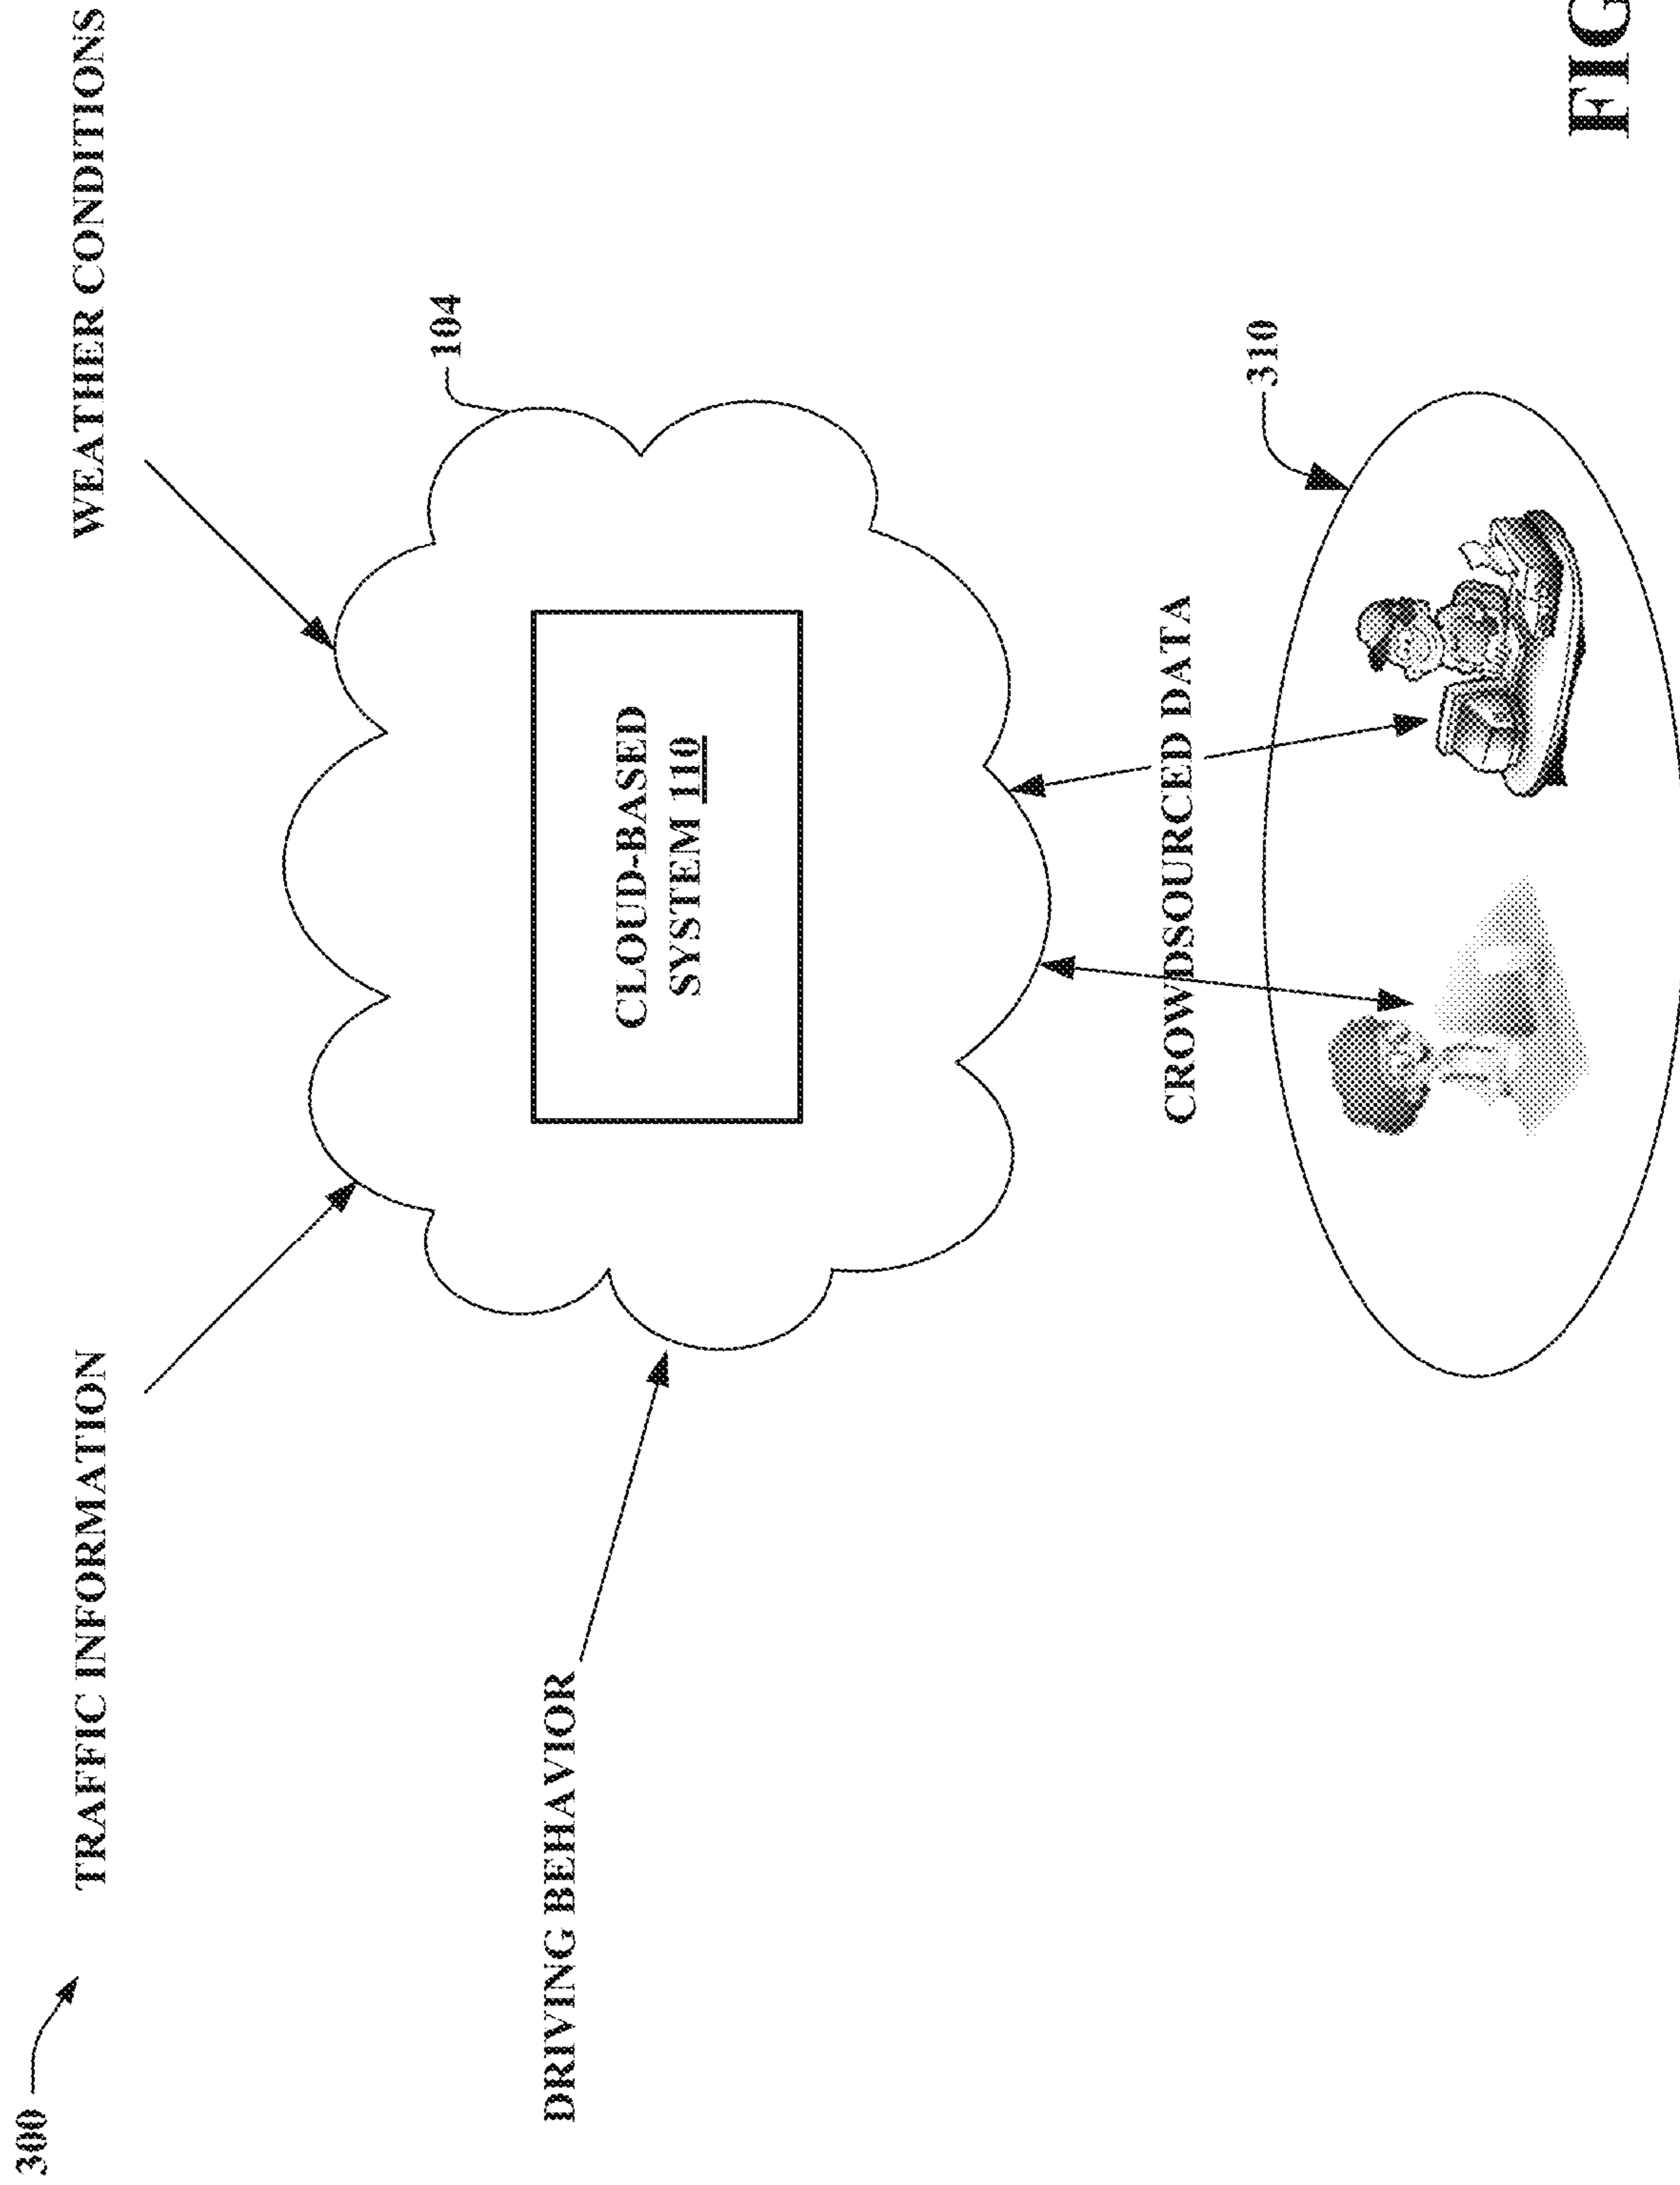 300
TRAFFIC INFORMATION
WEATHER CONDITIONS
104
DRIVING BEHAVIOR
CLOUD-BASED
SYSTEM 110
CROWDSOURCED DATA
310
FIG